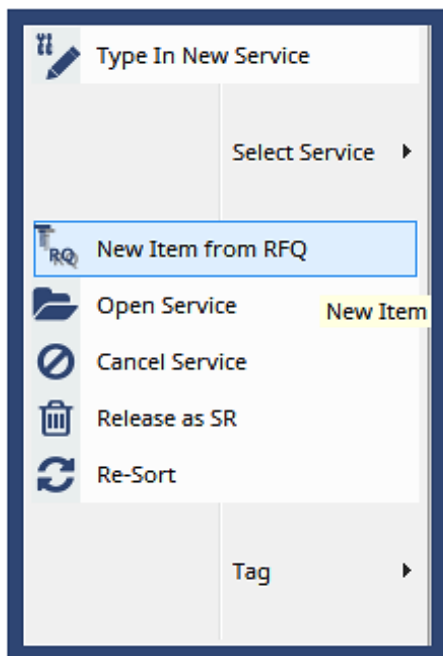 Type In New Service
Select Service
New Item from RFQ
Open Service
New Item
Cancel Service
Release as SR
Re-Sort
Tag